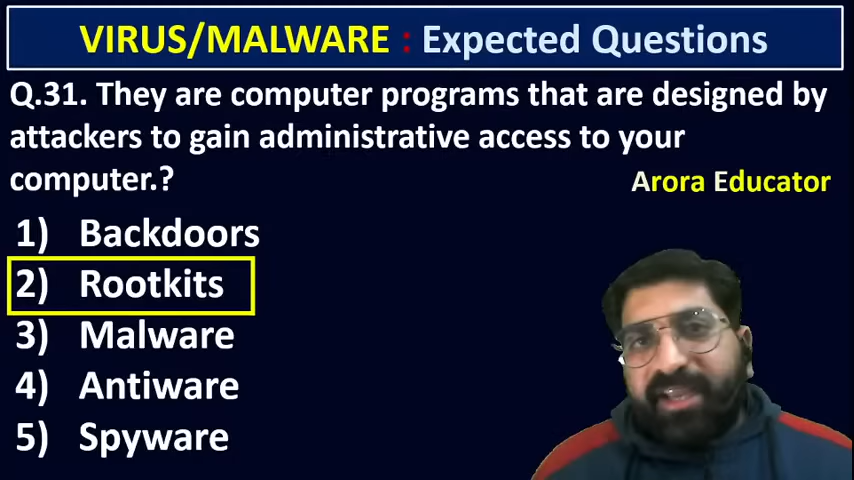 VIRUS/MALWARE : Expected Questions
Q.31. They are computer programs that are designed by
attackers to gain administrative access to your
computer.?
Arora Educator
1) Backdoors
2) Rootkits
3) Malware
4) Antiware
5) Spyware